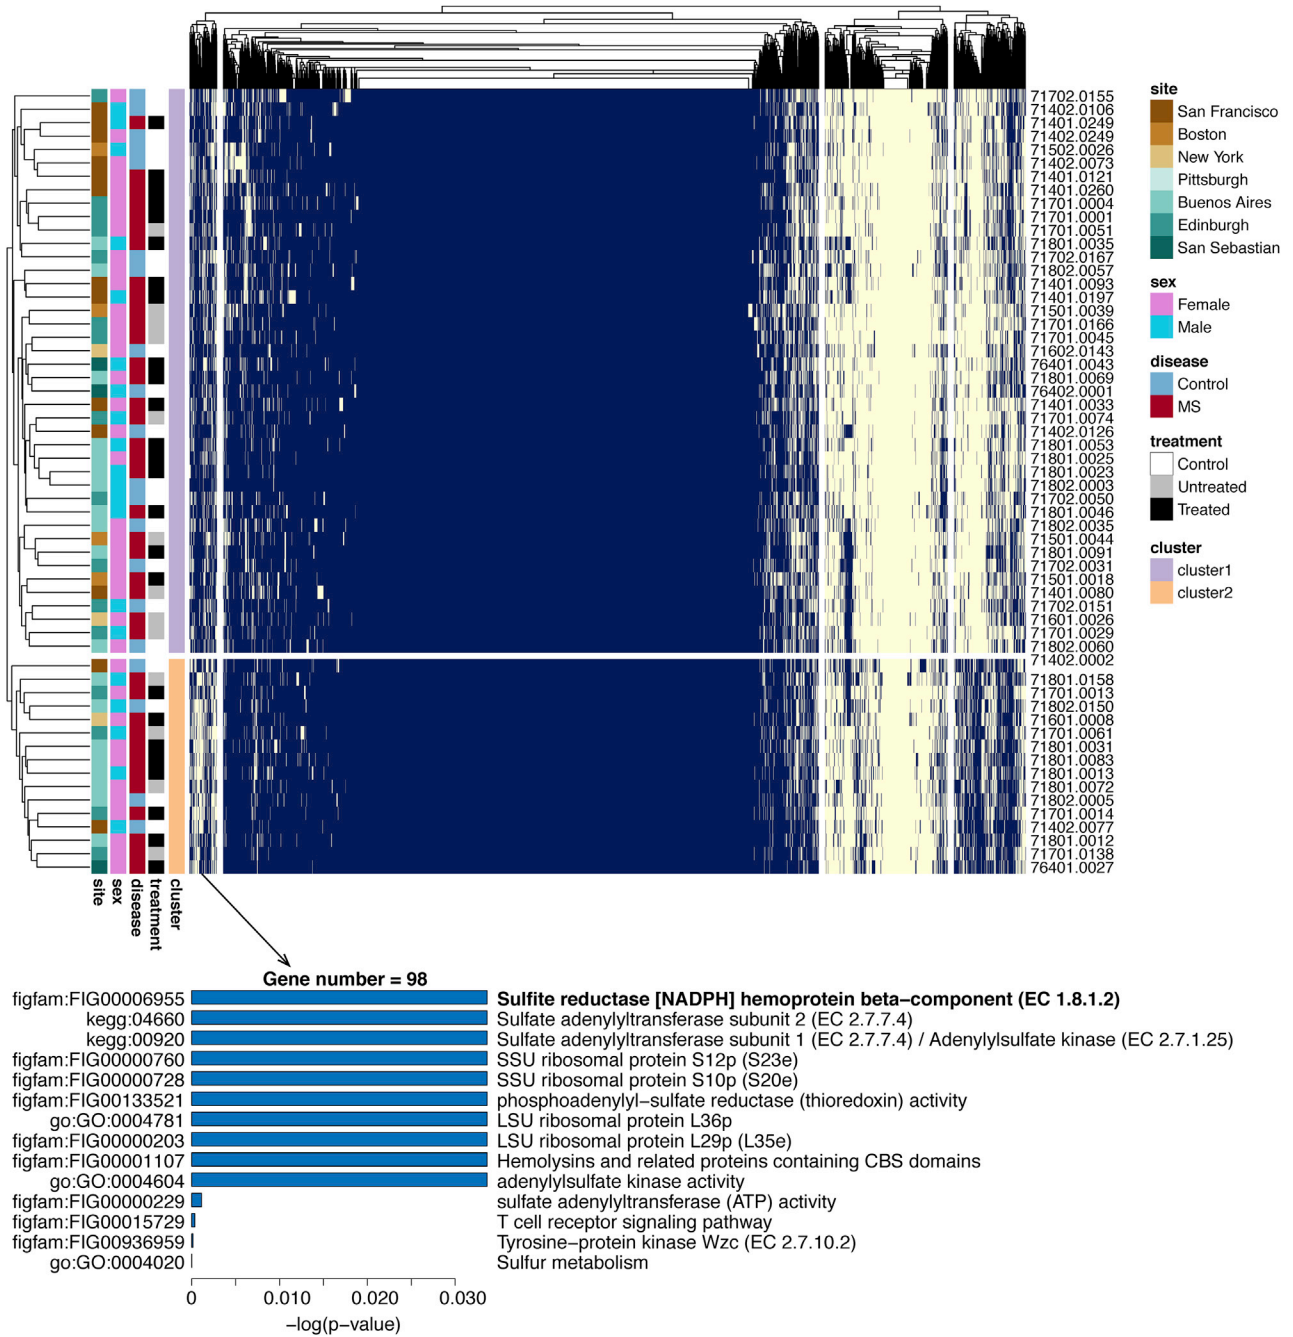 71702.0155
71402.0106
71401.0249
71402.0249
71502.0026
71402.0073
71401.0121
71401.0260
71701.0004
71701.0001
71701.0051
71801.0035
71702.0167
71802.0057
71401.0093
71401.0197
71501.0039
71701.0166
71701.0045
71602.0143
76401.0043
71801.0069
76402.0001
71401.0033
71701.0074
71402.0126
71801.0053
71801.0025
71801.0023
71802.0003
71702.0050
71801.0046
71802.0035
71501.0044
71801.0091
71702.0031
71501.0018
71401.0080
71702.0151
71601.0026
71701.0029
71802.0060
71402.0002
71801.0158
71701.0013
71802.0150
71601.0008
71701.0061
71801.0031
71801.0083
71801.0013
71801.0072
71802.0005
71701.0014
71402.0077
71801.0012
71701.0138
76401.0027
site
San Francisco
Boston
New York
Pittsburgh
Buenos Aires
Edinburgh
San Sebastian
sex
Female
Male
disease
Control
MS
treatment
Control
Untreated
Treated
cluster
cluster1
cluster2
site
sex
disease
treatment
cluster
Gene number = 98
figfam:FIG00006955 Sulfite reductase [NADPH] hemoprotein beta−component (EC 1.8.1.2)
kegg:04660 Sulfate adenylyltransferase subunit 2 (EC 2.7.7.4)
kegg:00920 Sulfate adenylyltransferase subunit 1 (EC 2.7.7.4) / Adenylylsulfate kinase (EC 2.7.1.25)
figfam:FIG00000760 SSU ribosomal protein S12p (S23e)
figfam:FIG00000728 SSU ribosomal protein S10p (S20e)
figfam:FIG00133521 phosphoadenylyl−sulfate reductase (thioredoxin) activity
go:GO:0004781 LSU ribosomal protein L36p
figfam:FIG00000203 LSU ribosomal protein L29p (L35e)
figfam:FIG00001107 Hemolysins and related proteins containing CBS domains
go:GO:0004604 adenylylsulfate kinase activity
figfam:FIG00000229 sulfate adenylyltransferase (ATP) activity
figfam:FIG00015729 T cell receptor signaling pathway
figfam:FIG00936959 Tyrosine−protein kinase Wzc (EC 2.7.10.2)
go:GO:0004020 Sulfur metabolism
0 0.010 0.020 0.030
−log(p−value)